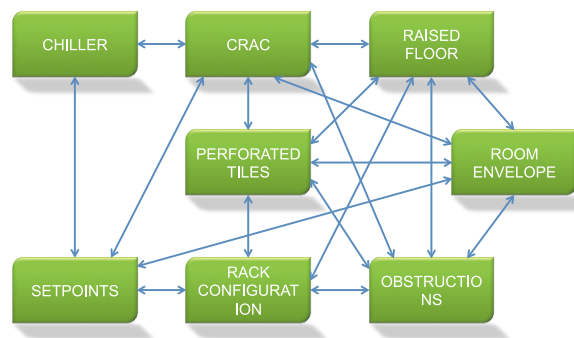 CHILLER
CRAC
RAISED
FLOOR
PERFORATED
TILES
ROOM
ENVELOPE
SETPOINTS
RACK
CONFIGURAT
ION
OBSTRUCTIO
NS